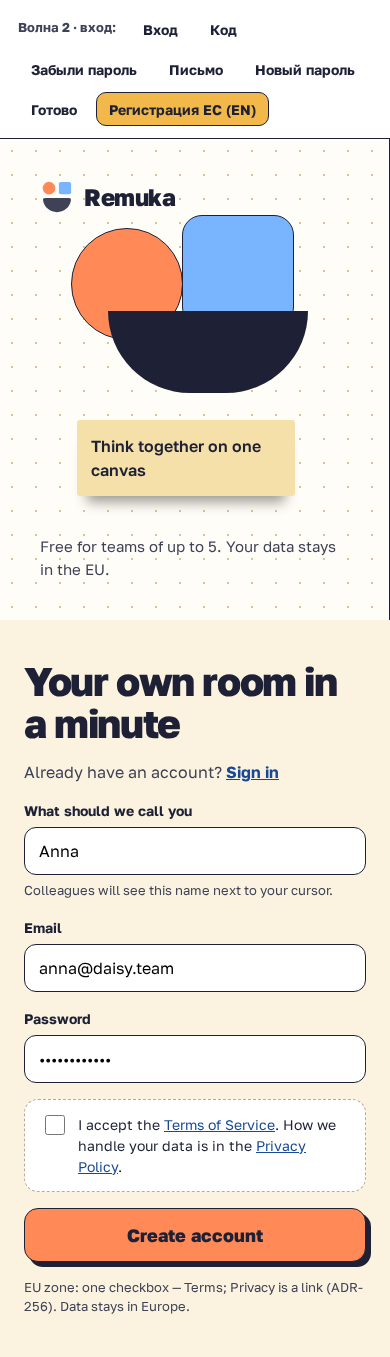 Волна 2 · вход:
Вход
Код
Забыли пароль
Письмо
Новый пароль
Готово
Регистрация ЕС (EN)
Remuka
Think together on one
canvas
Free for teams of up to 5. Your data stays
in the EU.
Your own room in
a minute
Already have an account? Sign in
What should we call you
Anna
Colleagues will see this name next to your cursor.
Email
anna@daisy.team
Password
••••••••••••
I accept the Terms of Service. How we
handle your data is in the Privacy
Policy.
Create account
EU zone: one checkbox — Terms; Privacy is a link (ADR-
256). Data stays in Europe.